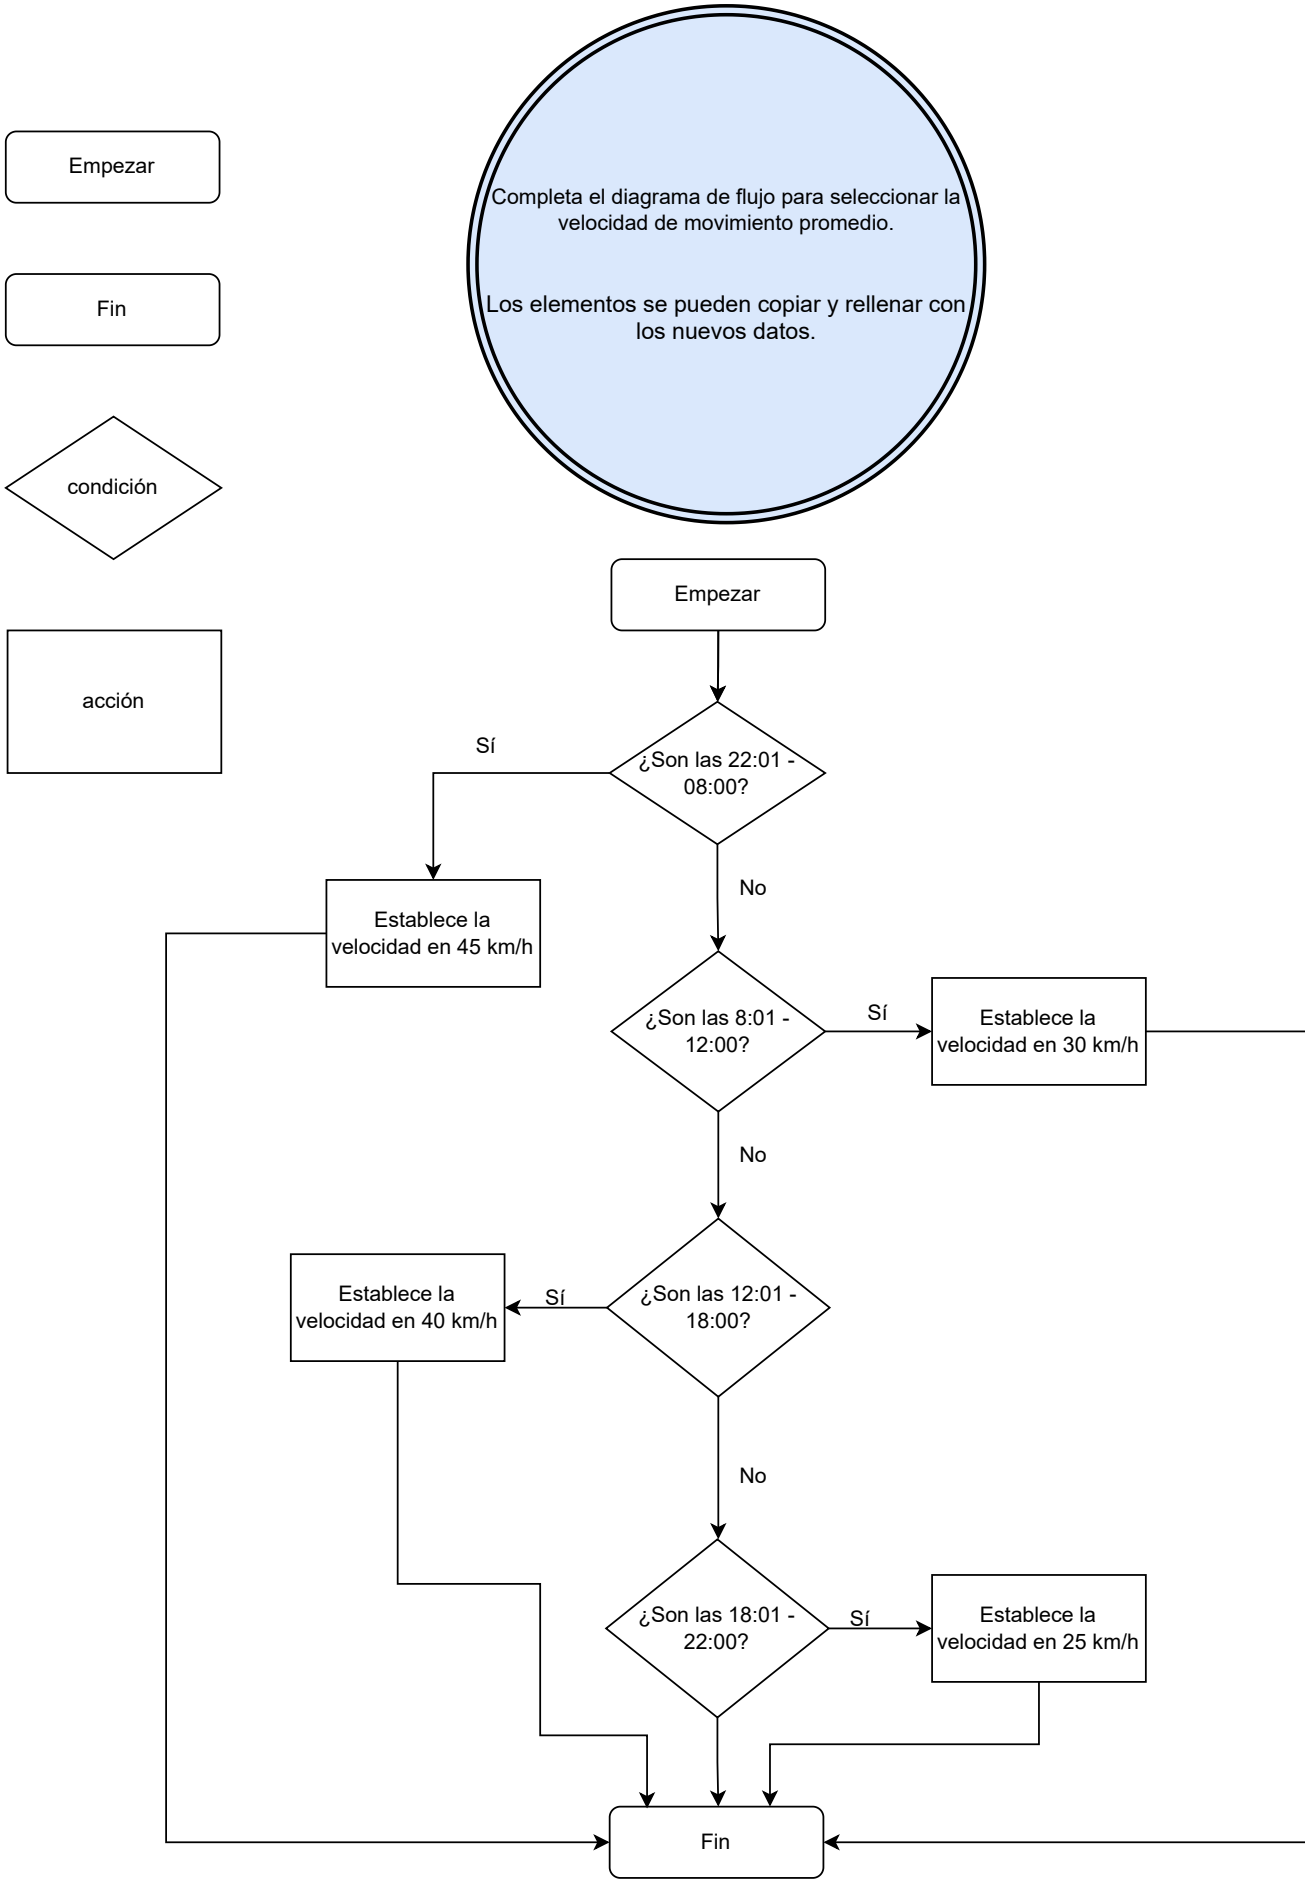 Completa el diagrama de flujo para seleccionar la
velocidad de movimiento promedio.
Los elementos se pueden copiar y rellenar con
los nuevos datos.
Empezar
Fin
condición
acción
Empezar
¿Son las 22:01 -
08:00?
Sí
Establece la
velocidad en 45 km/h
No
¿Son las 8:01 -
12:00?
Sí
Establece la
velocidad en 30 km/h
No
¿Son las 12:01 -
18:00?
Sí
Establece la
velocidad en 40 km/h
No
¿Son las 18:01 -
22:00?
Sí
Establece la
velocidad en 25 km/h
Fin